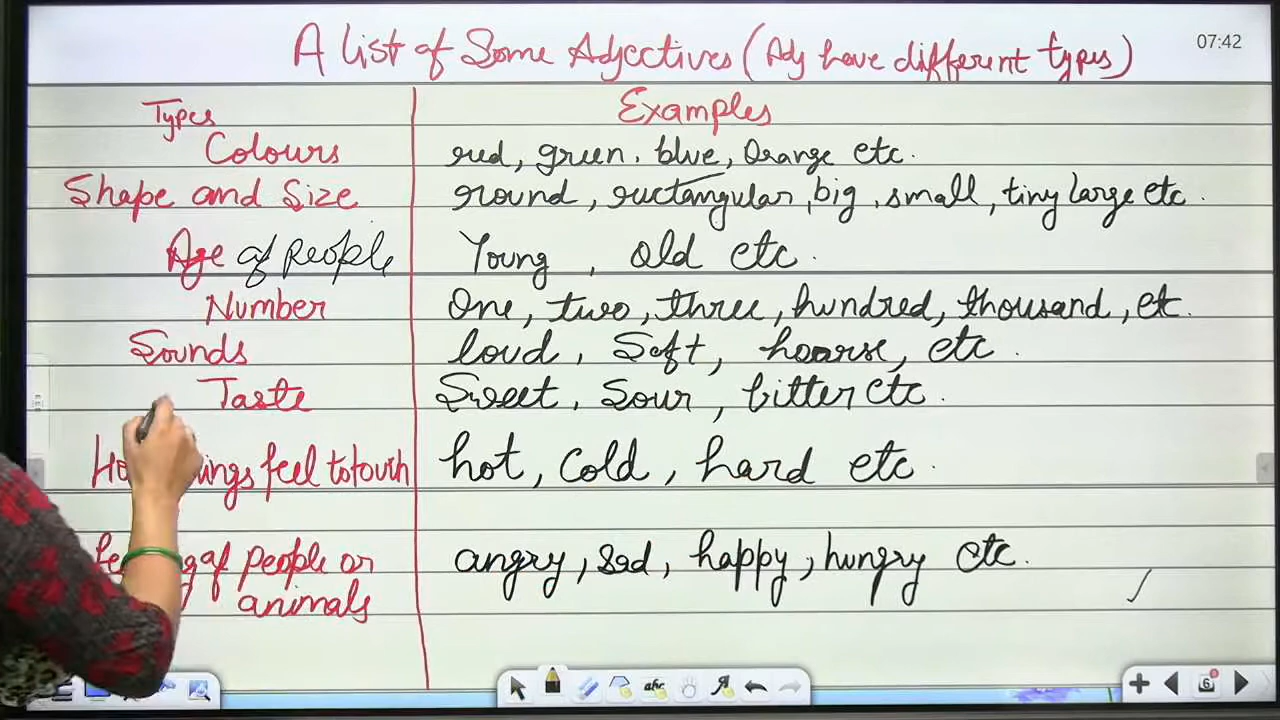 A list of Some Adjectives (Adj have different types)
07:42
Types
Examples
Colours
red, green, blue, Orange etc.
Shape and Size
round, rectangular, big, small, tiny large etc.
Age of people
Young, old etc.
Number
One, two, three, hundred, thousand, etc.
Sounds
loud, Soft, hoarse, etc.
Taste
Sweet, Sour, bitter etc.
feel to touch
hot, Cold, hard etc.
of people or
angry, sad, happy, hungry etc.
animals
abc
6